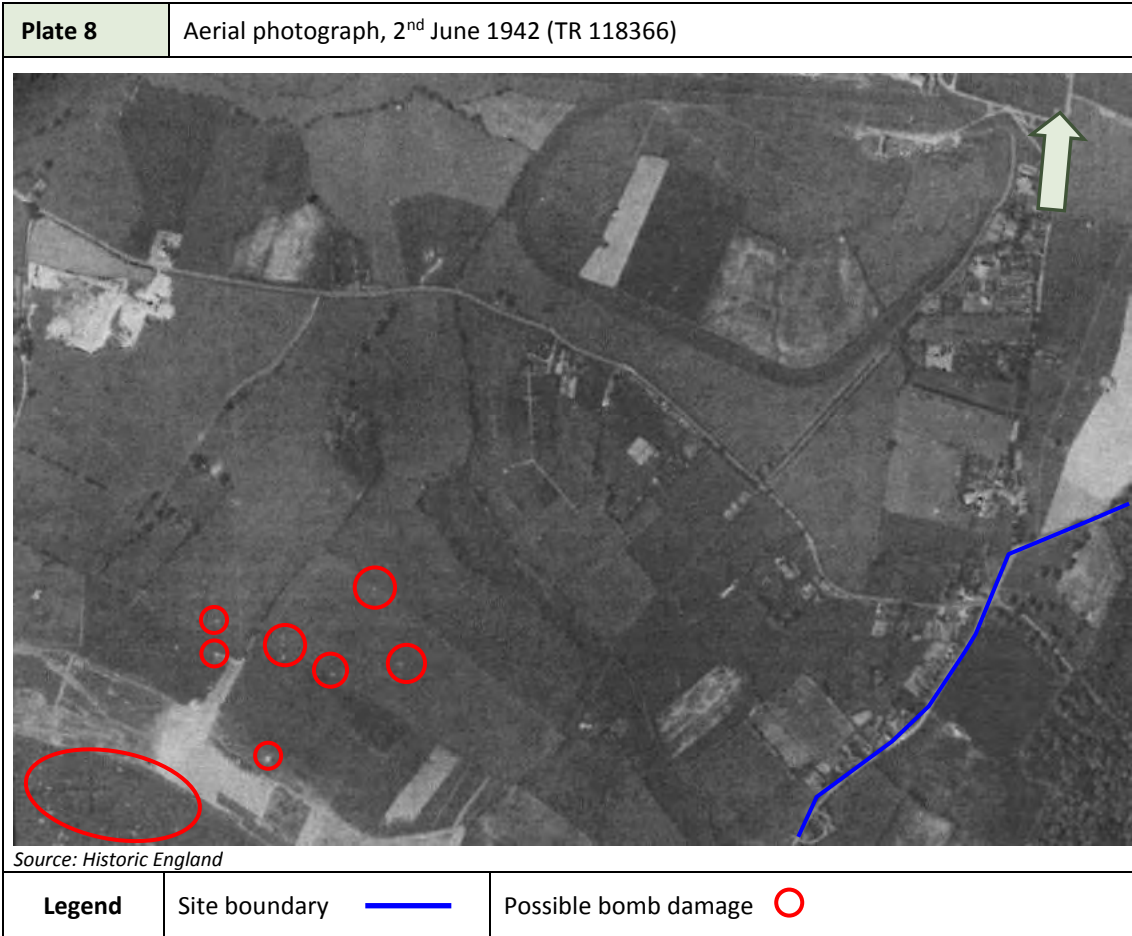 Plate 8
Aerial photograph, 2nd June 1942 (TR 118366)
Source: Historic England
Legend
Site boundary
Possible bomb damage